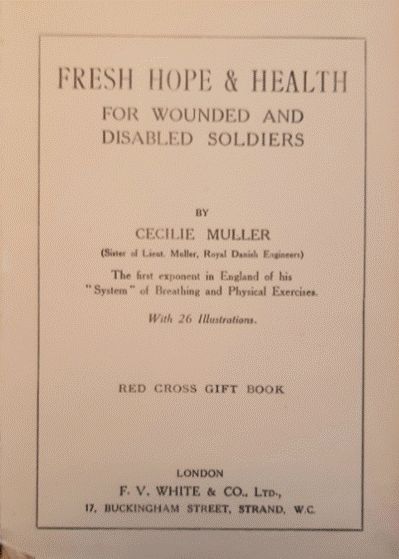 FRESH HOPE & HEALTH
FOR WOUNDED AND
DISABLED SOLDIERS
BY
CECILIE MULLER
(Sister of Lieut. Muller, Royal Danish Engineers)
The first exponent in England of his
"System" of Breathing and Physical Exercises.
With 26 Illustrations.
RED CROSS GIFT BOOK
LONDON
F. V. WHITE & CO., LTD.,
17, BUCKINGHAM STREET, STRAND, W.C.